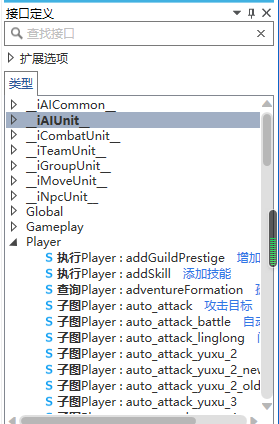 接口定义
查找接口
扩展选项
类型
__iAICommon__
__iAIUnit__
__iCombatUnit__
__iTeamUnit__
__iGroupUnit__
__iMoveUnit__
__iNpcUnit__
Global
Gameplay
Player
S 执行Player : addGuildPrestige 增加
S 执行Player : addSkill 添加技能
S 查询Player : adventureFormation
S 子图Player : auto_attack 攻击目标
S 子图Player : auto_attack_battle 自动
S 子图Player : auto_attack_linglong
S 子图Player : auto_attack_yuxu_2
S 子图Player : auto_attack_yuxu_2_new
S 子图Player : auto_attack_yuxu_2_old
S 子图Player : auto_attack_yuxu_3